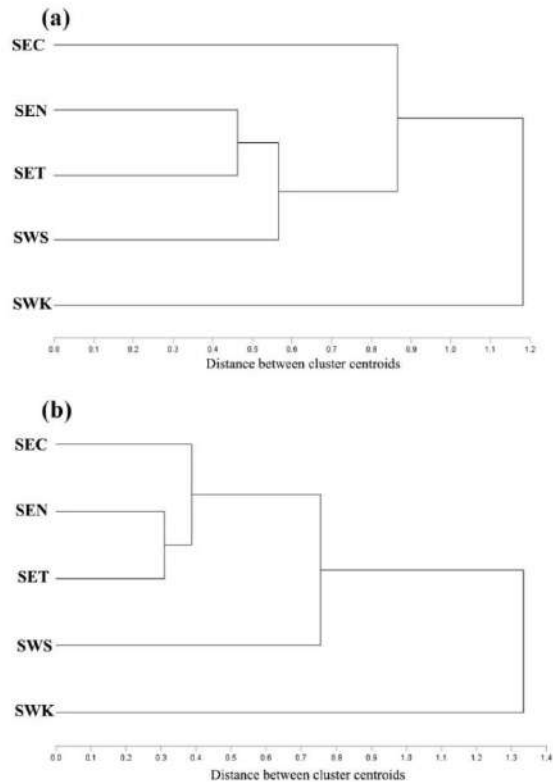 (a)
SEC
SEN
SET
SWS
SWK
0.0 0.1 0.2 0.3 0.4 0.5 0.6 0.7 0.8 0.9 1.0 1.1 1.2
Distance between cluster centroids
(b)
SEC
SEN
SET
SWS
SWK
0.0 0.1 0.2 0.3 0.4 0.5 0.6 0.7 0.8 0.9 1.0 1.1 1.2 1.3 1.4
Distance between cluster centroids